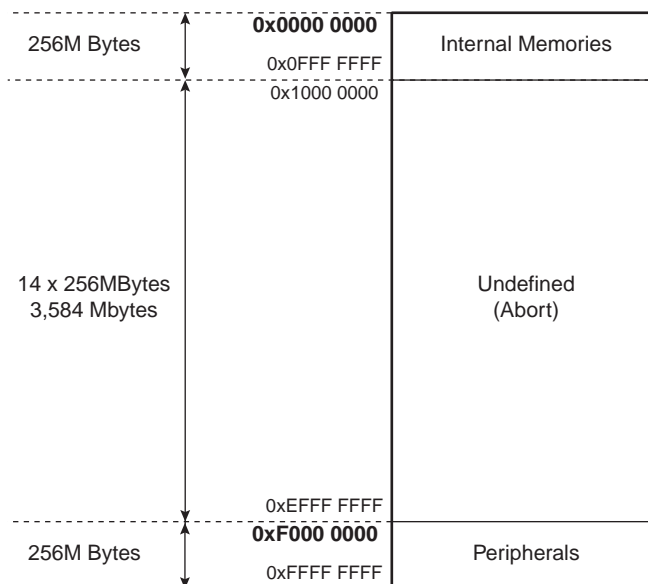 0x0000 0000
256M Bytes
Internal Memories
0x0FFF FFFF
0x1000 0000
14 x 256MBytes
3,584 Mbytes
Undefined
(Abort)
0xEFFF FFFF
0xF000 0000
256M Bytes
Peripherals
0xFFFF FFFF